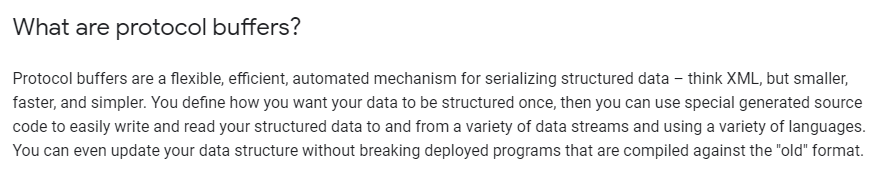 What are protocol buffers?
Protocol buffers are a flexible, efficient, automated mechanism for serializing structured data – think XML, but smaller,
faster, and simpler. You define how you want your data to be structured once, then you can use special generated source
code to easily write and read your structured data to and from a variety of data streams and using a variety of languages.
You can even update your data structure without breaking deployed programs that are compiled against the "old" format.